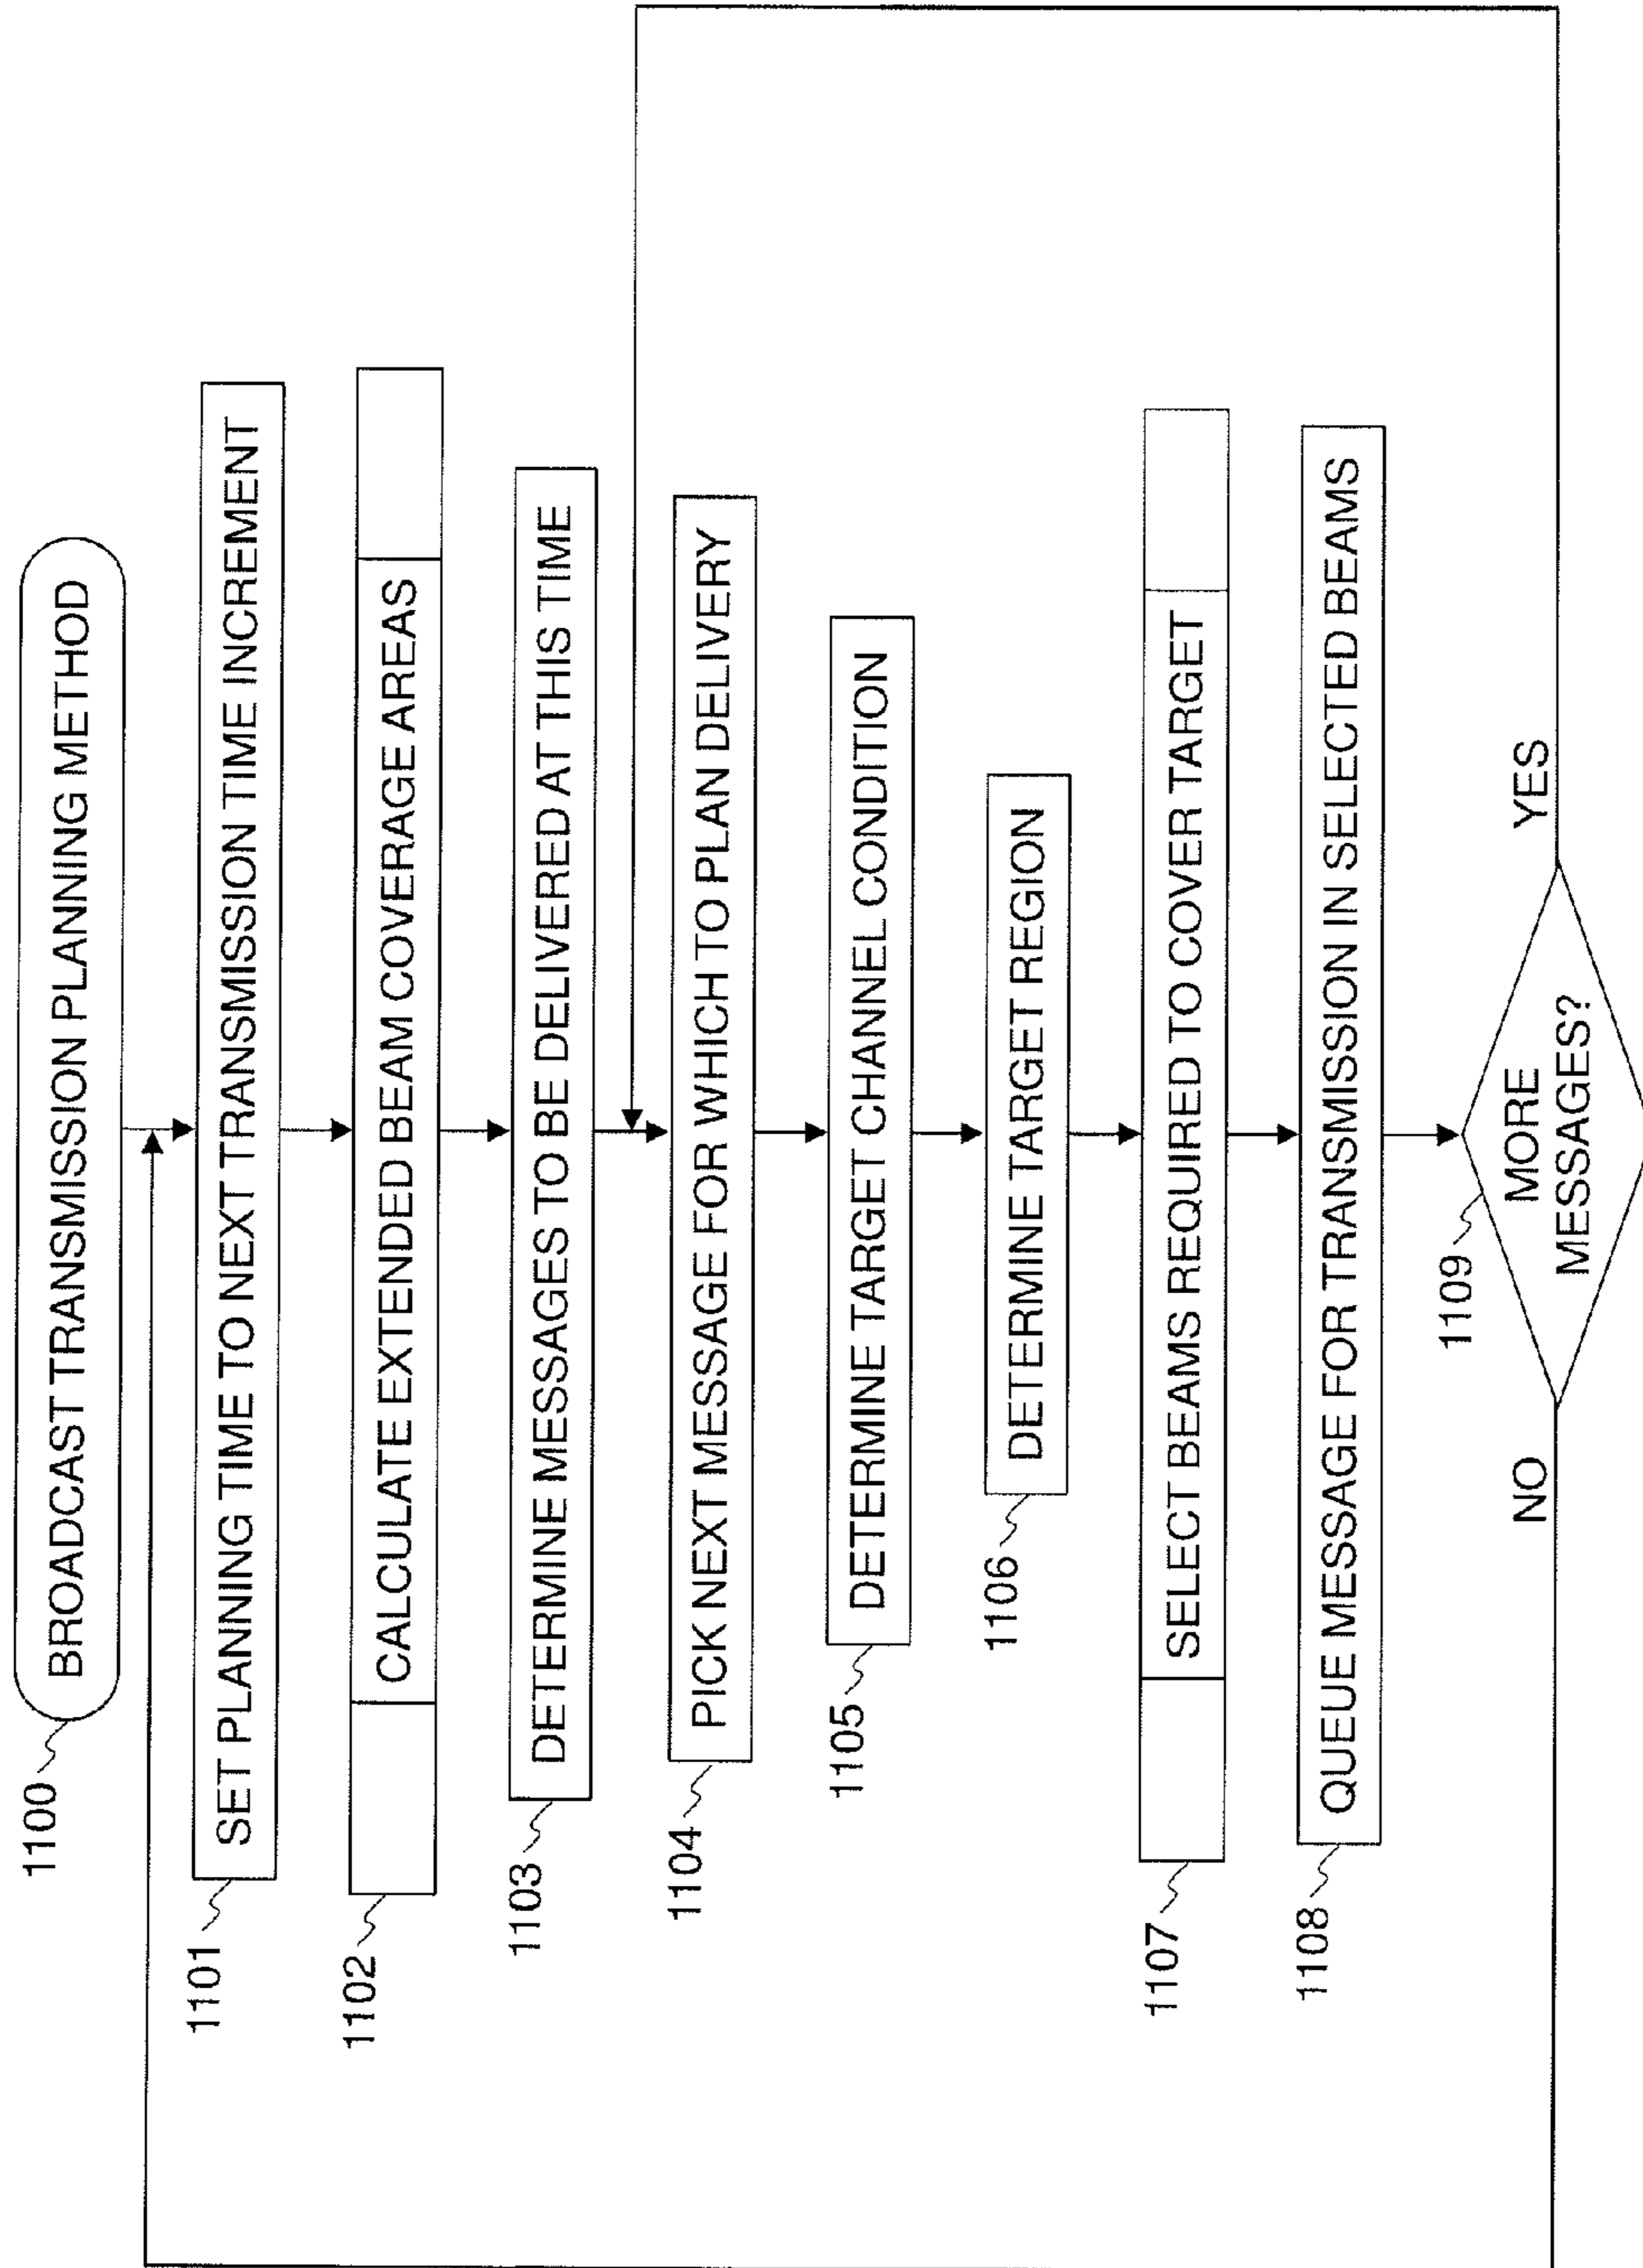 1100
BROADCAST TRANSMISSION PLANNING METHOD
1101
SET PLANNING TIME TO NEXT TRANSMISSION TIME INCREMENT
1102
CALCULATE EXTENDED BEAM COVERAGE AREAS
1103
DETERMINE MESSAGES TO BE DELIVERED AT THIS TIME
1104
PICK NEXT MESSAGE FOR WHICH TO PLAN DELIVERY
1105
DETERMINE TARGET CHANNEL CONDITION
1106
DETERMINE TARGET REGION
1107
SELECT BEAMS REQUIRED TO COVER TARGET
1108
QUEUE MESSAGE FOR TRANSMISSION IN SELECTED BEAMS
1109
MORE
MESSAGES?
NO
YES